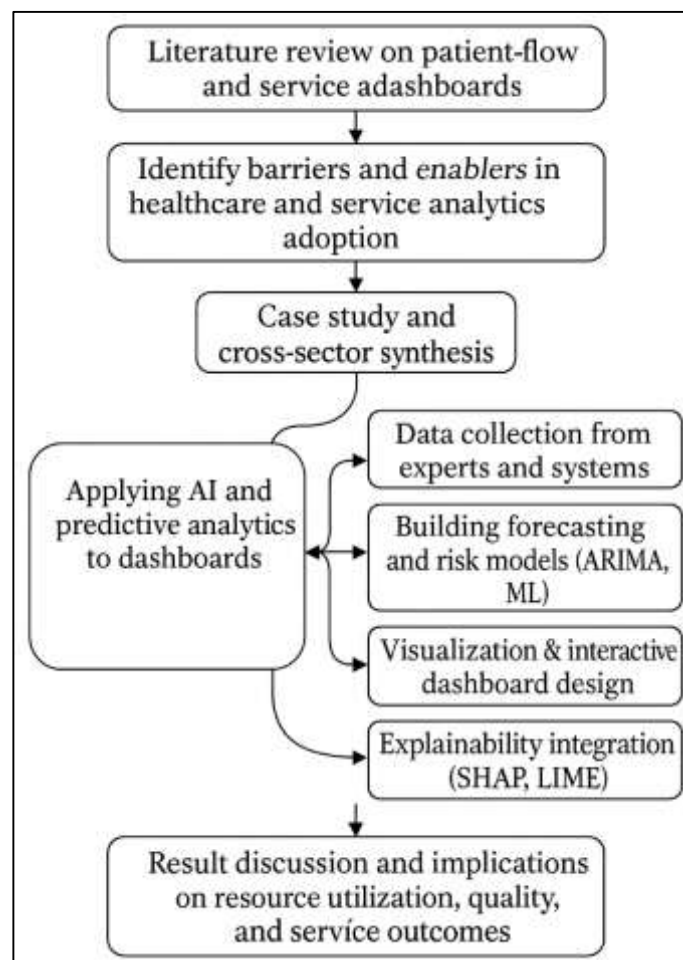 Literature review on patient-flow
and service adashboards
Identify barriers and enablers in
healthcare and service analytics
adoption
Case study and
cross-sector synthesis
Applying AI and
predictive analytics
to dashboards
Data collection from
experts and systems
Building forecasting
and risk models (ARIMA,
ML)
Visualization & interactive
dashboard design
Explainability integration
(SHAP, LIME)
Result discussion and implications
on resource utilization, quality,
and servíce outcomes